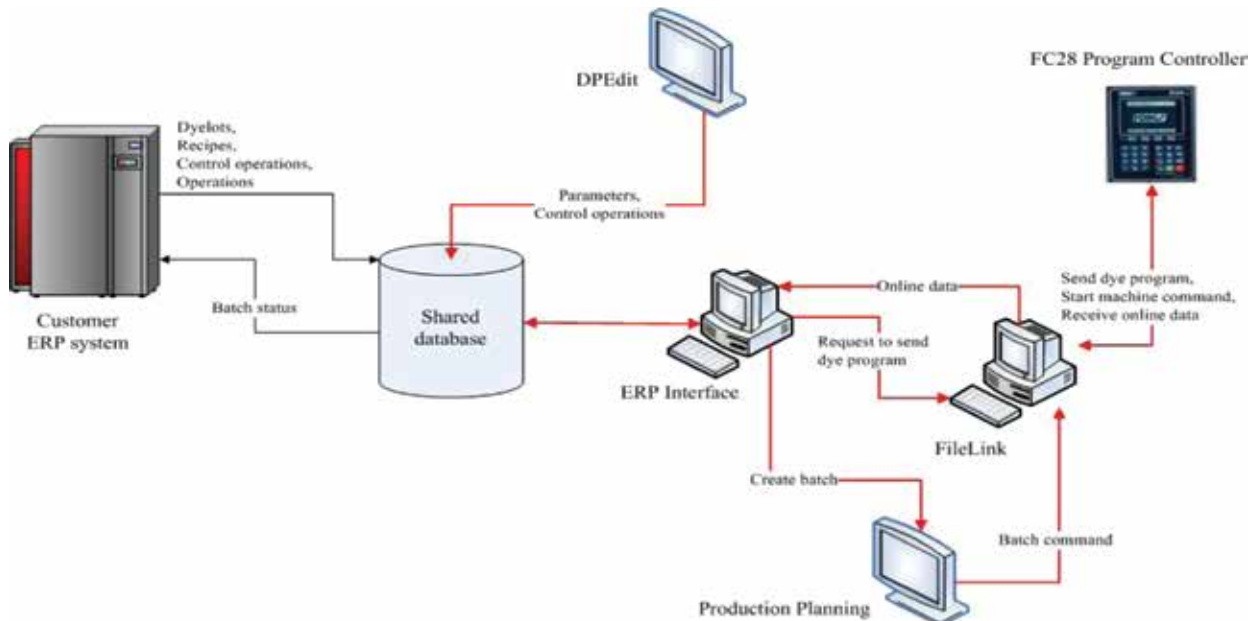 DPEdit
FC28 Program Controller
Dyelots,
Recipes,
Control operations,
Operations
Parameters,
Control operations
Batch status
Customer
ERP system
Shared
database
Online data
Request to send
dye program
Send dye program,
Start machine command,
Receive online data
ERP Interface
FileLink
Create batch
Batch command
Production Planning